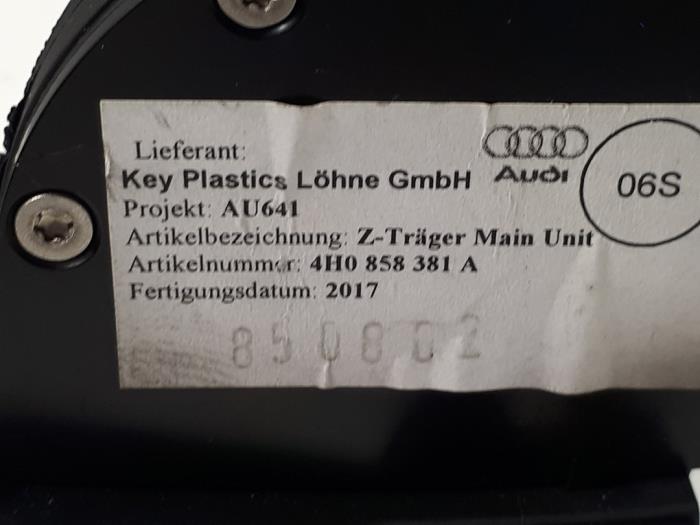 Lieferant:
Key Plastics Löhne GmbH
Audi
06S
Projekt: AU641
Artikelbezeichnung: Z-Träger Main Unit
Artikelnummer: 4H0 858 381 A
Fertigungsdatum: 2017